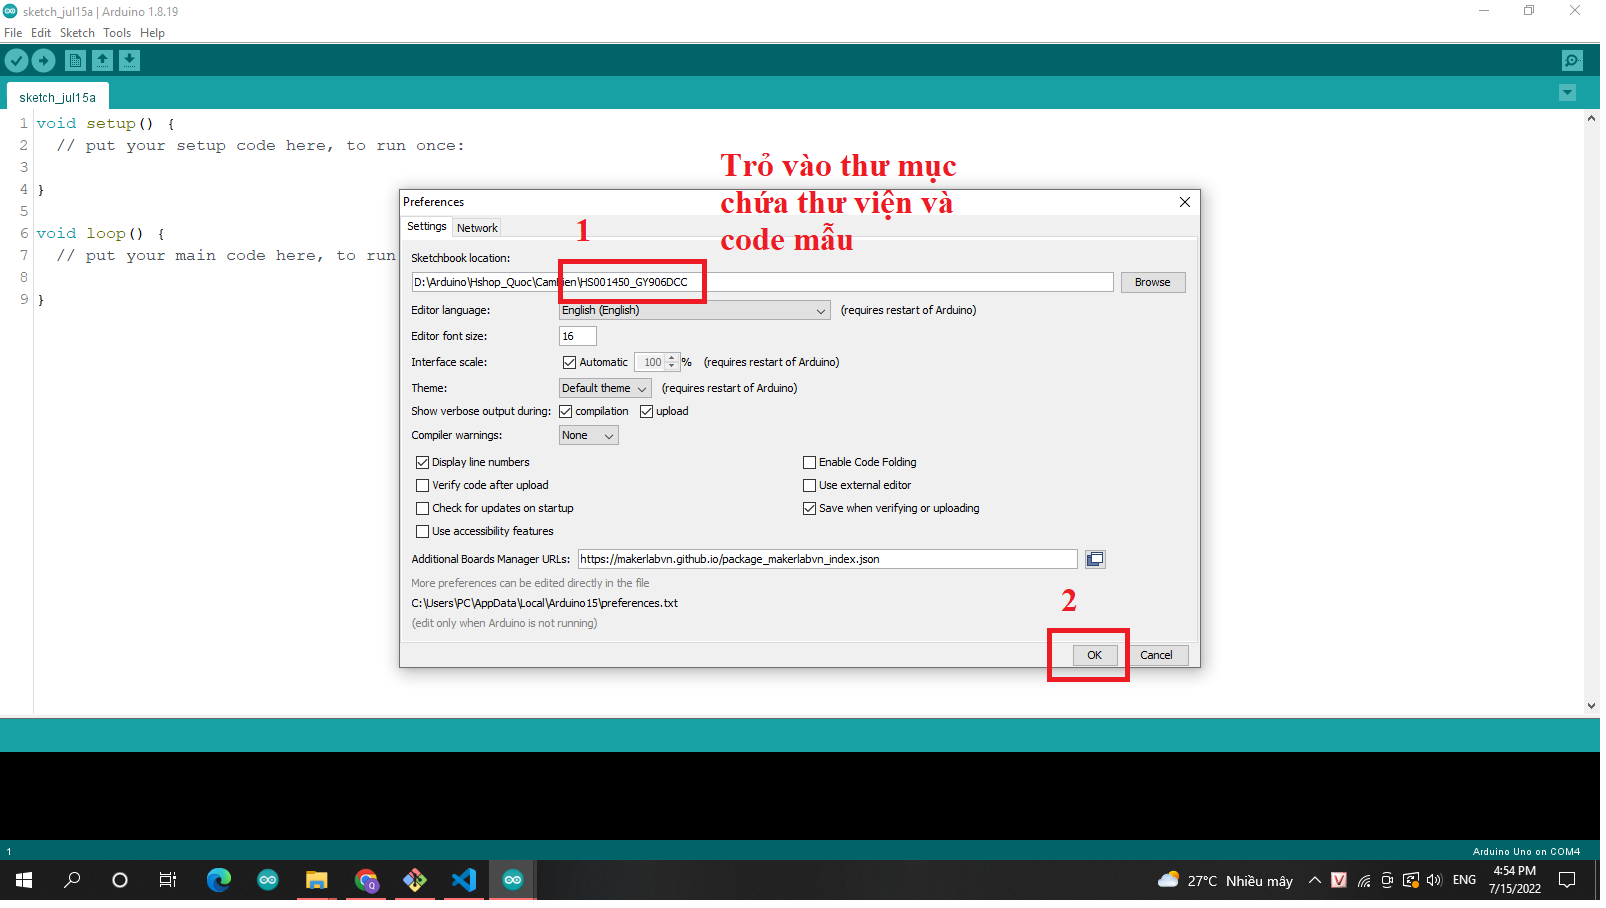 sketch_jul15a | Arduino 1.8.19
File Edit Sketch Tools Help
sketch_jul15a
1 void setup() {
2 // put your setup code here, to run once:
3
4 }
5
6 void loop() {
7 // put your main code here, to run
8
9 }
Trỏ vào thư mục
chứa thư viện và
code mẫu
Preferences
Settings Network
1
Sketchbook location:
D:\Arduino\Hshop_Quoc\CamBien\HS001450_GY906DCC Browse
Editor language: English (English) (requires restart of Arduino)
Editor font size: 16
Interface scale: Automatic 100 % (requires restart of Arduino)
Theme: Default theme (requires restart of Arduino)
Show verbose output during: compilation upload
Compiler warnings: None
Display line numbers Enable Code Folding
Verify code after upload Use external editor
Check for updates on startup Save when verifying or uploading
Use accessibility features
Additional Boards Manager URLs: https://makerlabvn.github.io/package_makerlabvn_index.json
More preferences can be edited directly in the file
C:\Users\PC\AppData\Local\Arduino15\preferences.txt
(edit only when Arduino is not running)
2
OK Cancel
1 Arduino Uno on COM4
27°C Nhiều mây V ENG 4:54 PM
7/15/2022